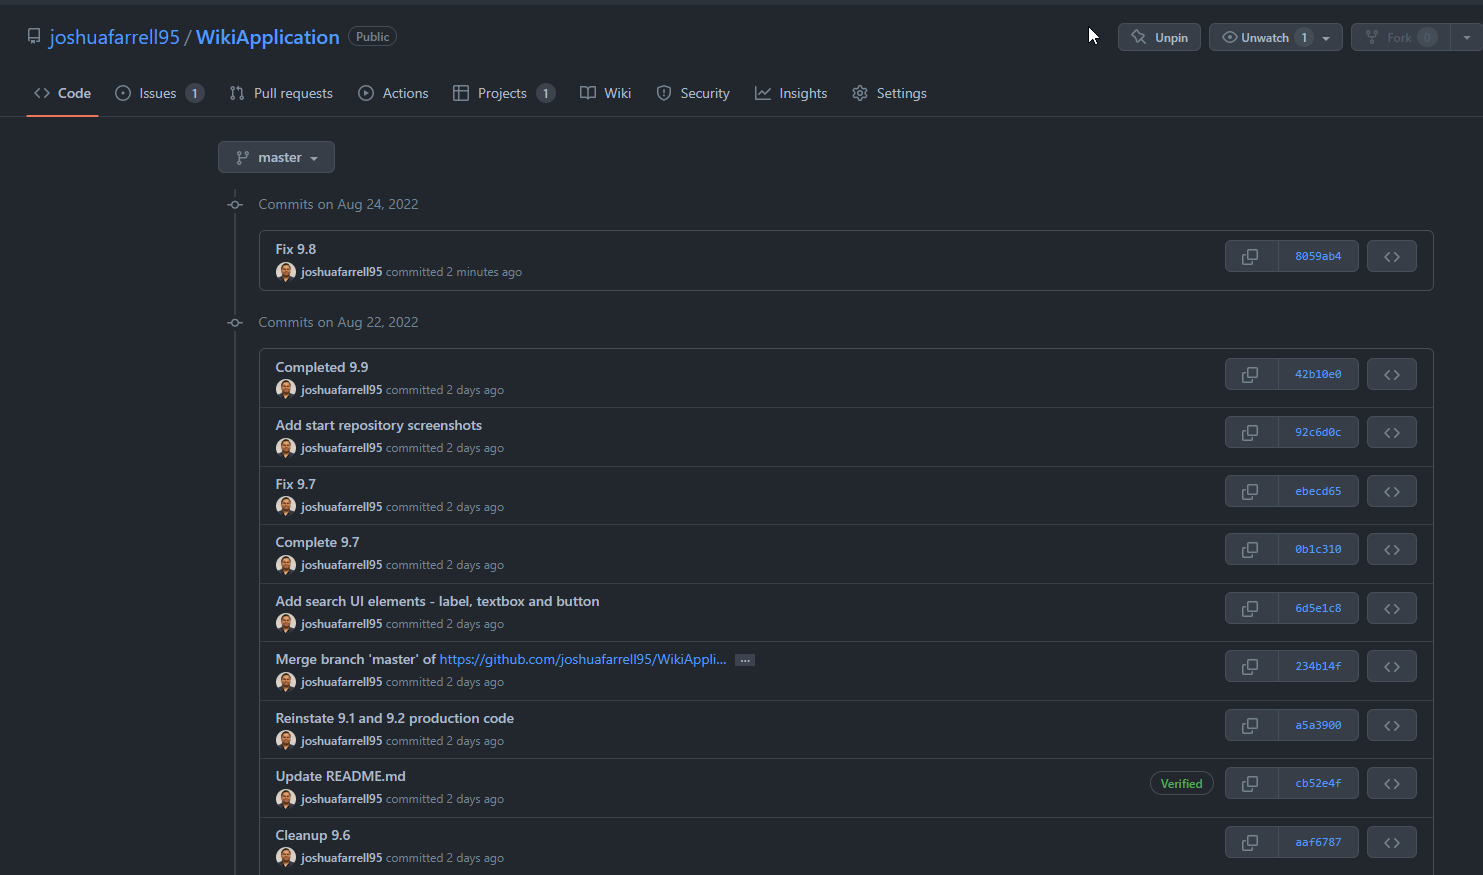 joshuafarrell95 / WikiApplication Public
Unpin Unwatch 1 Fork 0
Code Issues 1 Pull requests Actions Projects 1 Wiki Security Insights Settings
master
Commits on Aug 24, 2022
Fix 9.8
8059ab4
joshuafarrell95 committed 2 minutes ago
Commits on Aug 22, 2022
Completed 9.9
42b10e0
joshuafarrell95 committed 2 days ago
Add start repository screenshots
92c6d0c
joshuafarrell95 committed 2 days ago
Fix 9.7
ebecd65
joshuafarrell95 committed 2 days ago
Complete 9.7
0b1c310
joshuafarrell95 committed 2 days ago
Add search UI elements - label, textbox and button
6d5e1c8
joshuafarrell95 committed 2 days ago
Merge branch 'master' of https://github.com/joshuafarrell95/WikiAppli... ...
234b14f
joshuafarrell95 committed 2 days ago
Reinstate 9.1 and 9.2 production code
a5a3900
joshuafarrell95 committed 2 days ago
Update README.md
Verified cb52e4f
joshuafarrell95 committed 2 days ago
Cleanup 9.6
aaf6787
joshuafarrell95 committed 2 days ago